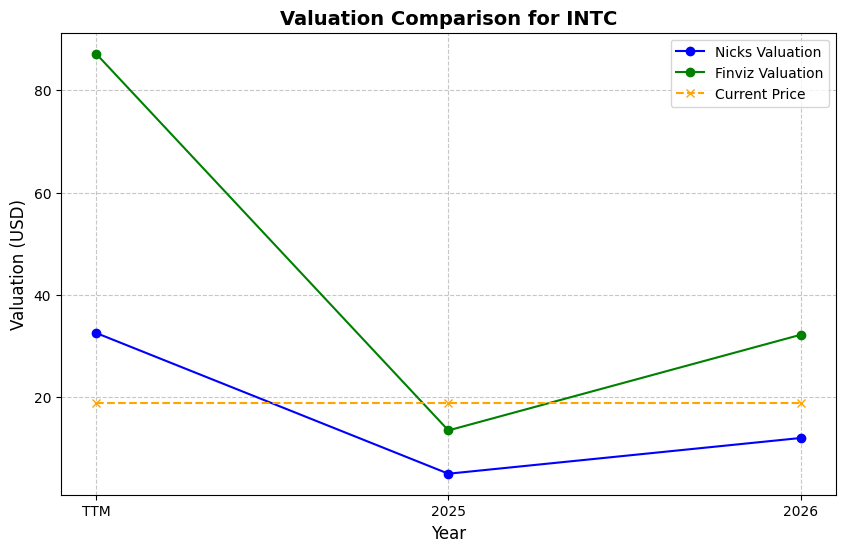 Valuation Comparison for INTC
Nicks Valuation
Finviz Valuation
Current Price
Valuation (USD)
80
60
40
20
TTM
2025
2026
Year